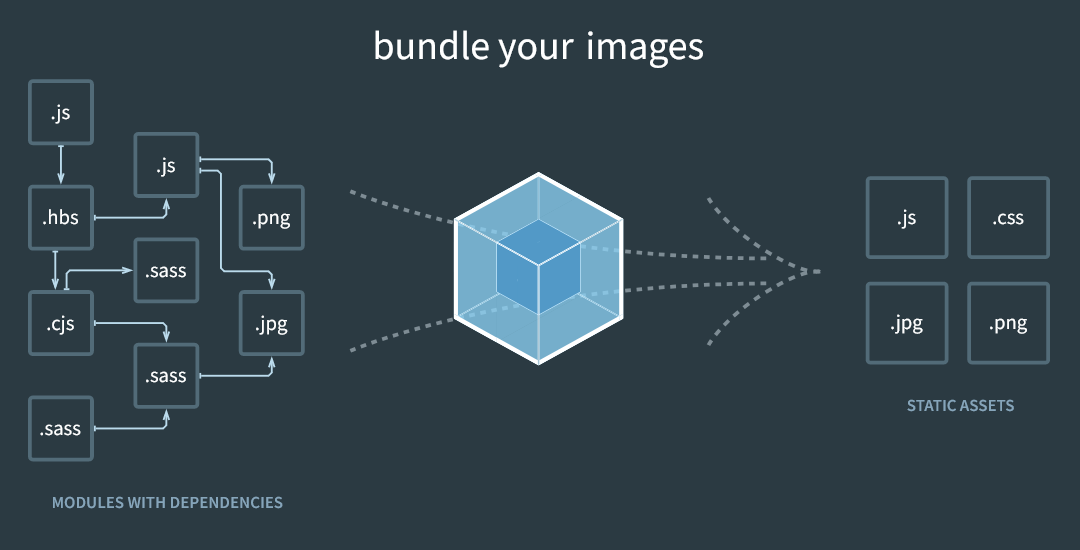 bundle your images
.js
.js
.hbs
.png
.sass
.cjs
.jpg
.sass
.sass
MODULES WITH DEPENDENCIES
.js
.css
.jpg
.png
STATIC ASSETS